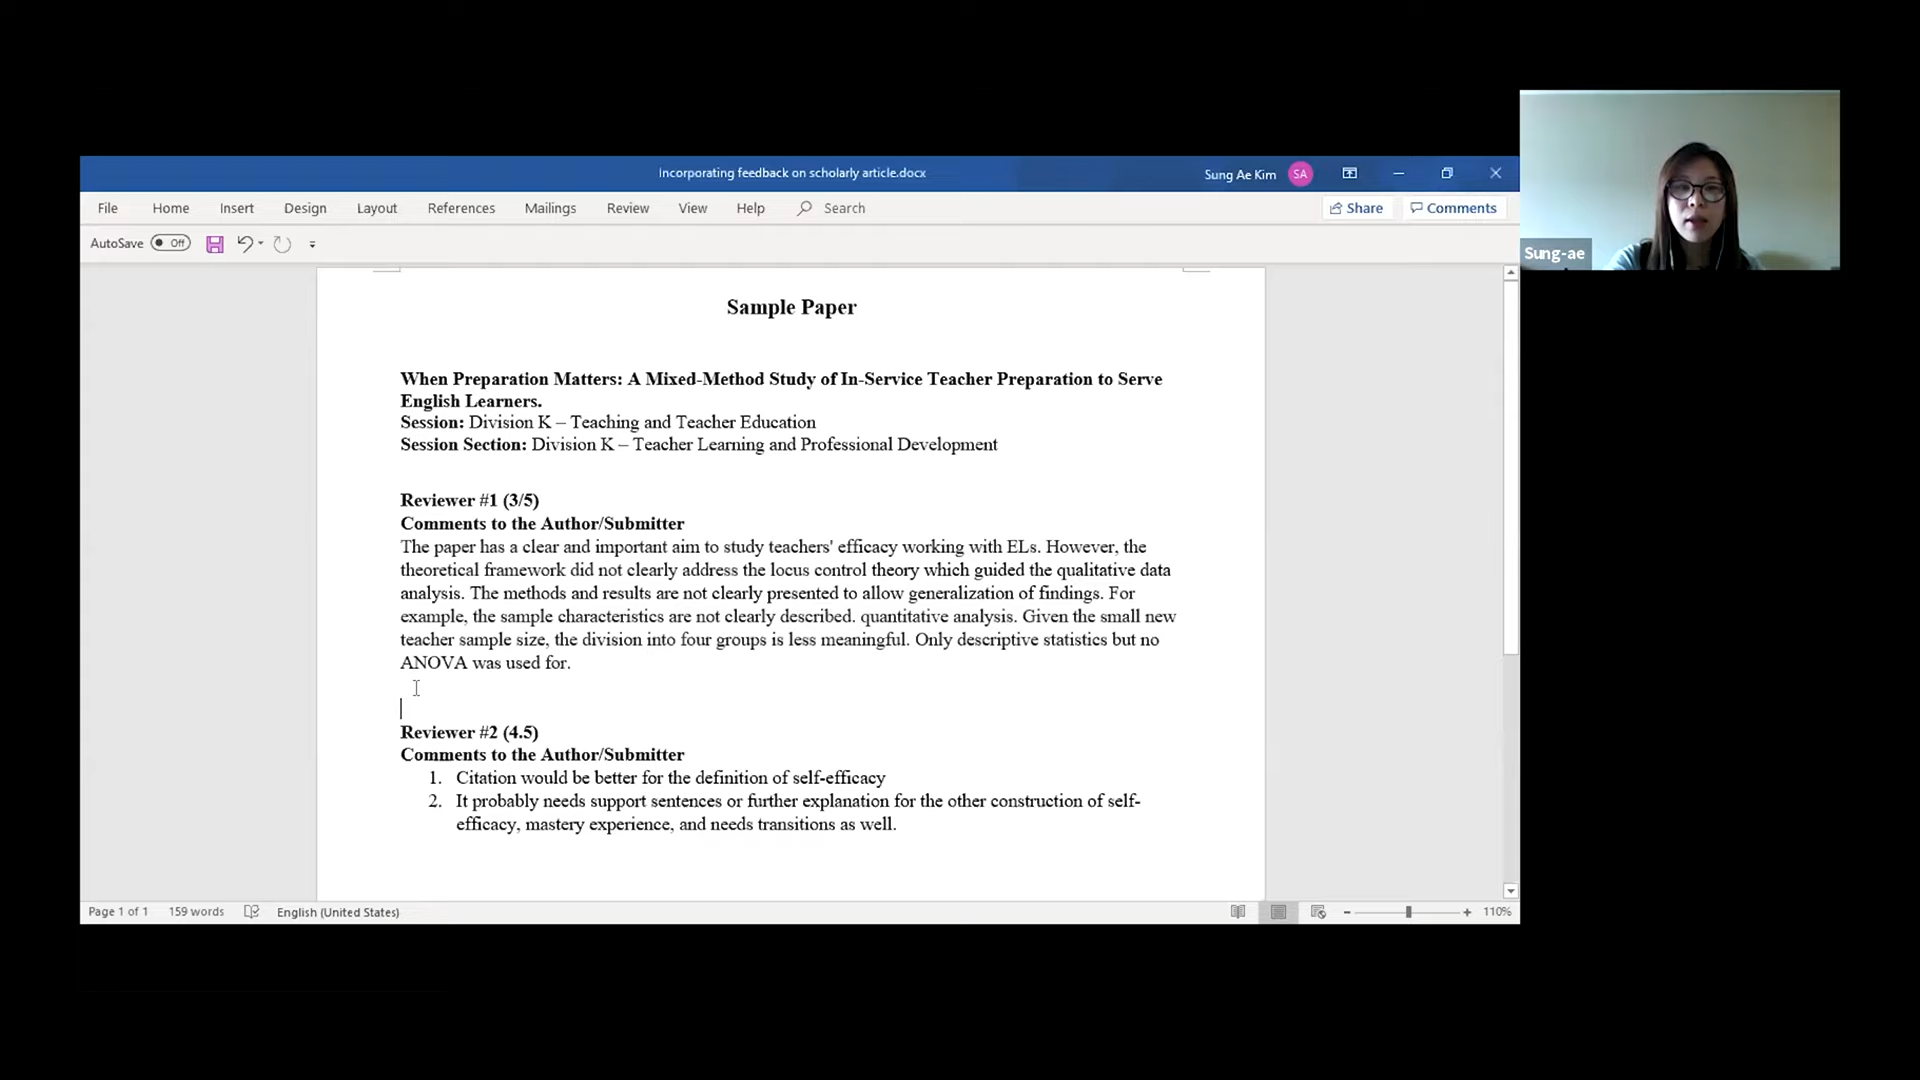 Incorporating feedback on scholarly article.docx
Sung Ae Kim SA
File Home Insert Design Layout References Mailings Review View Help Search Share Comments
AutoSave Off
Sung-ae
Sample Paper
When Preparation Matters: A Mixed-Method Study of In-Service Teacher Preparation to Serve
English Learners.
Session: Division K – Teaching and Teacher Education
Session Section: Division K – Teacher Learning and Professional Development
Reviewer #1 (3/5)
Comments to the Author/Submitter
The paper has a clear and important aim to study teachers' efficacy working with ELs. However, the
theoretical framework did not clearly address the locus control theory which guided the qualitative data
analysis. The methods and results are not clearly presented to allow generalization of findings. For
example, the sample characteristics are not clearly described. quantitative analysis. Given the small new
teacher sample size, the division into four groups is less meaningful. Only descriptive statistics but no
ANOVA was used for.
Reviewer #2 (4.5)
Comments to the Author/Submitter
1. Citation would be better for the definition of self-efficacy
2. It probably needs support sentences or further explanation for the other construction of self-
efficacy, mastery experience, and needs transitions as well.
Page 1 of 1 159 words English (United States) 110%